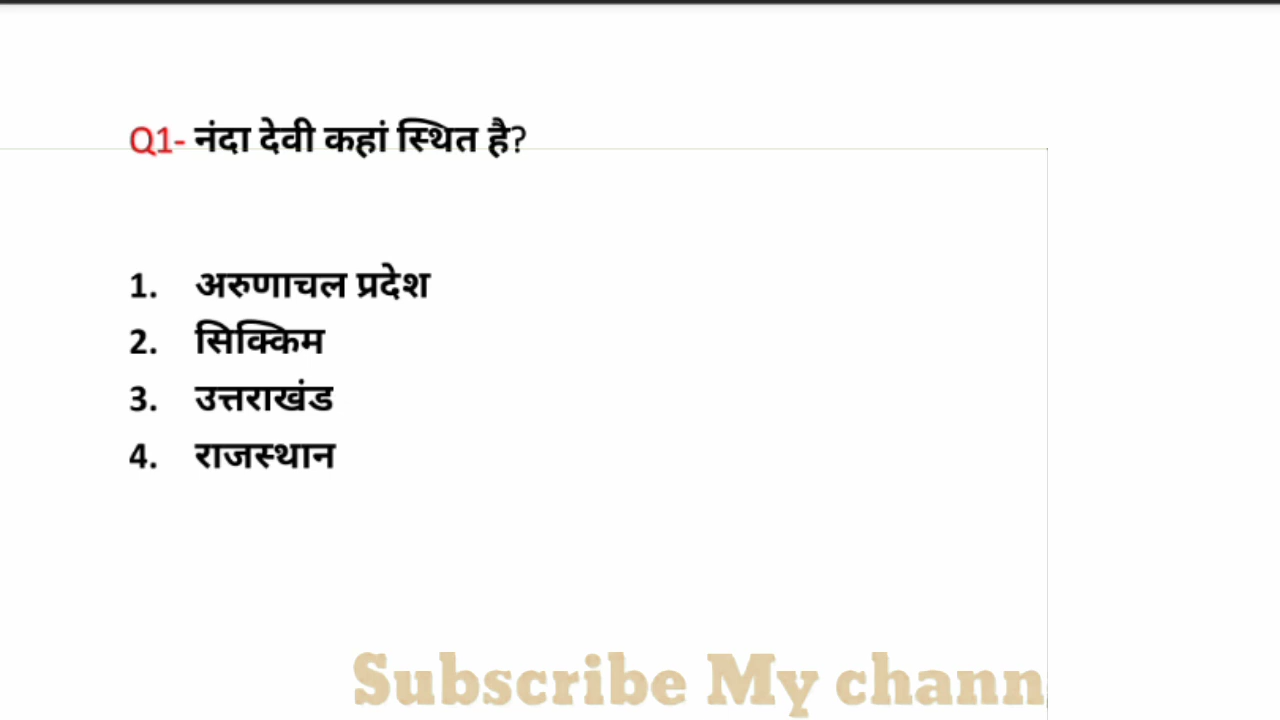 Q1- नंदा देवी कहां स्थित है?
1. अरुणाचल प्रदेश
2. सिक्किम
3. उत्तराखंड
4. राजस्थान
Subscribe My chann